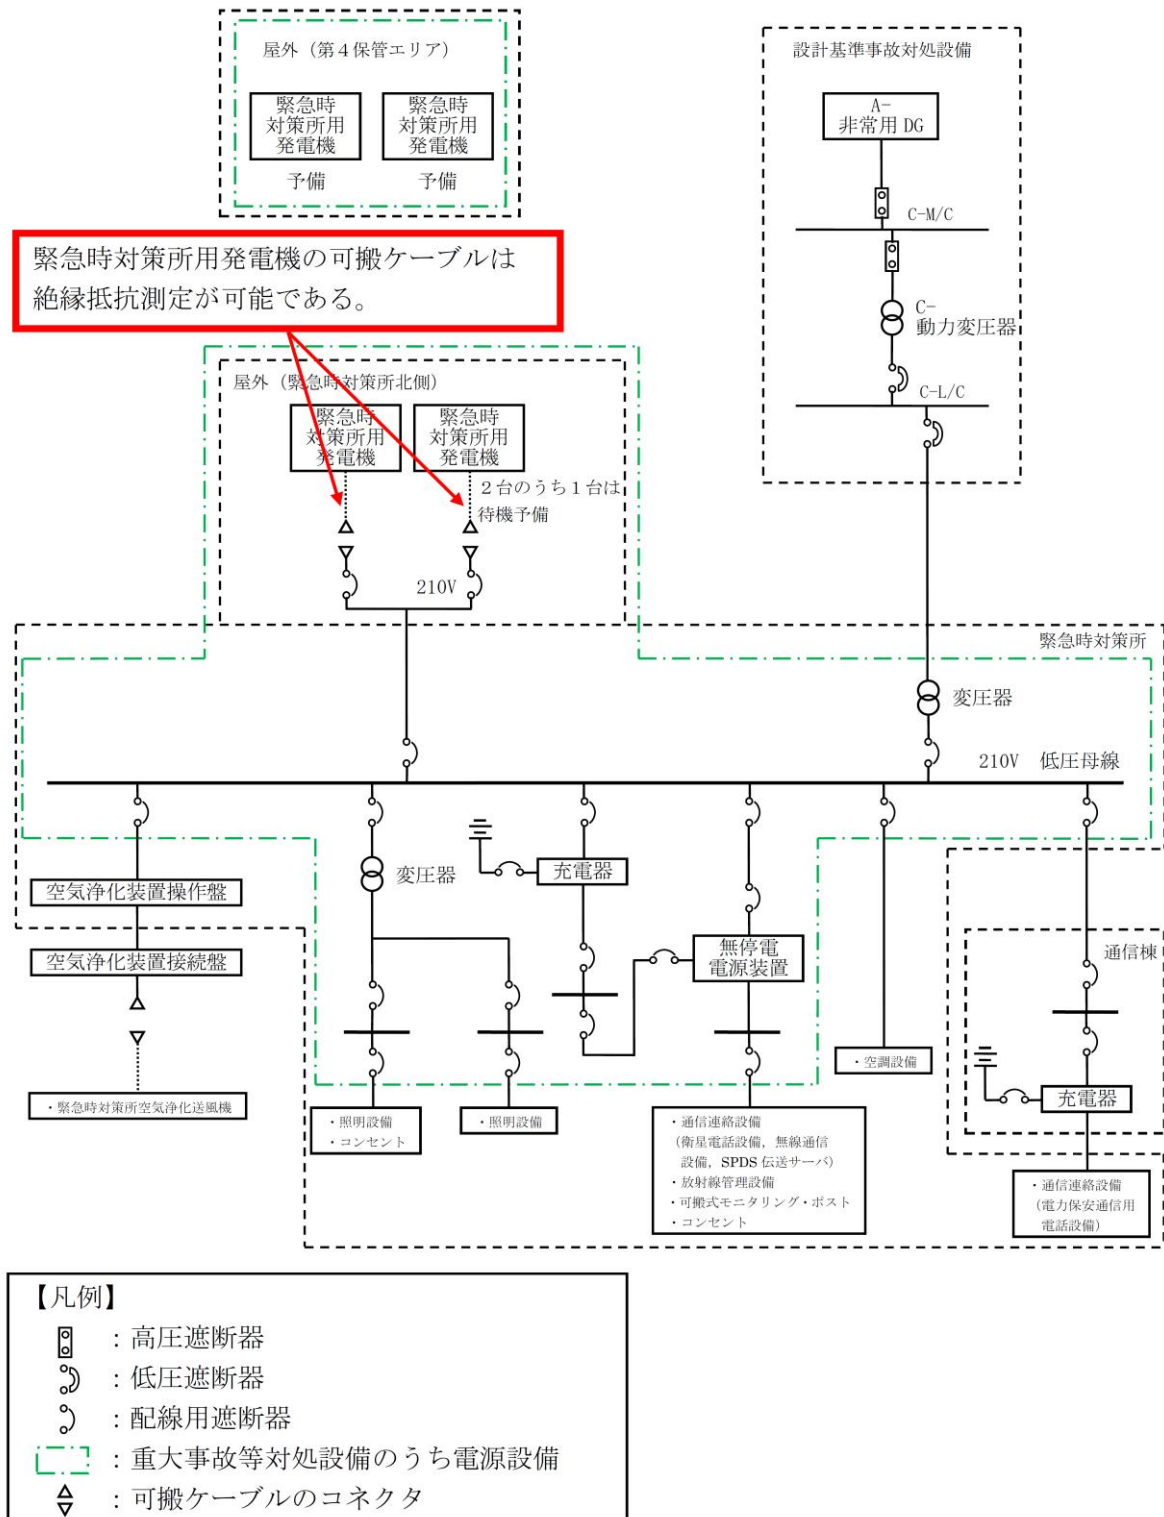 屋外(第4保管エリア)
緊急時
対策所用
発電機
緊急時
対策所用
発電機
予備
予備
設計基準事故対処設備
A-
非常用 DG
C-M/C
C-
動力変圧器
C-L/C
緊急時対策所用発電機の可搬ケーブルは
絶縁抵抗測定が可能である。
屋外(緊急時対策所北側)
緊急時
対策所用
発電機
緊急時
対策所用
発電機
2台のうち1台は
待機予備
210V
緊急時対策所
変圧器
210V 低圧母線
空気浄化装置操作盤
空気浄化装置接続盤
・緊急時対策所空気浄化送風機
変圧器
充電器
無停電
電源装置
・照明設備
・コンセント
・照明設備
・通信連絡設備
(衛星電話設備,無線通信
設備,SPDS 伝送サーバ)
・放射線管理設備
・可搬式モニタリング・ポスト
・コンセント
・空調設備
通信棟
充電器
・通信連絡設備
(電力保安通信用
電話設備)
【凡例】
:高圧遮断器
:低圧遮断器
:配線用遮断器
:重大事故等対処設備のうち電源設備
:可搬ケーブルのコネクタ